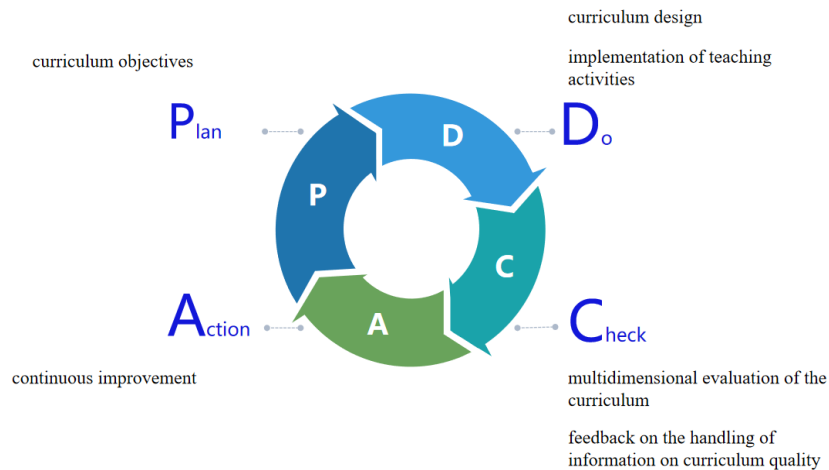 curriculum design
implementation of teaching
activities
curriculum objectives
Plan
Do
D
P
C
A
Action
Check
continuous improvement
multidimensional evaluation of the
curriculum
feedback on the handling of
information on curriculum quality